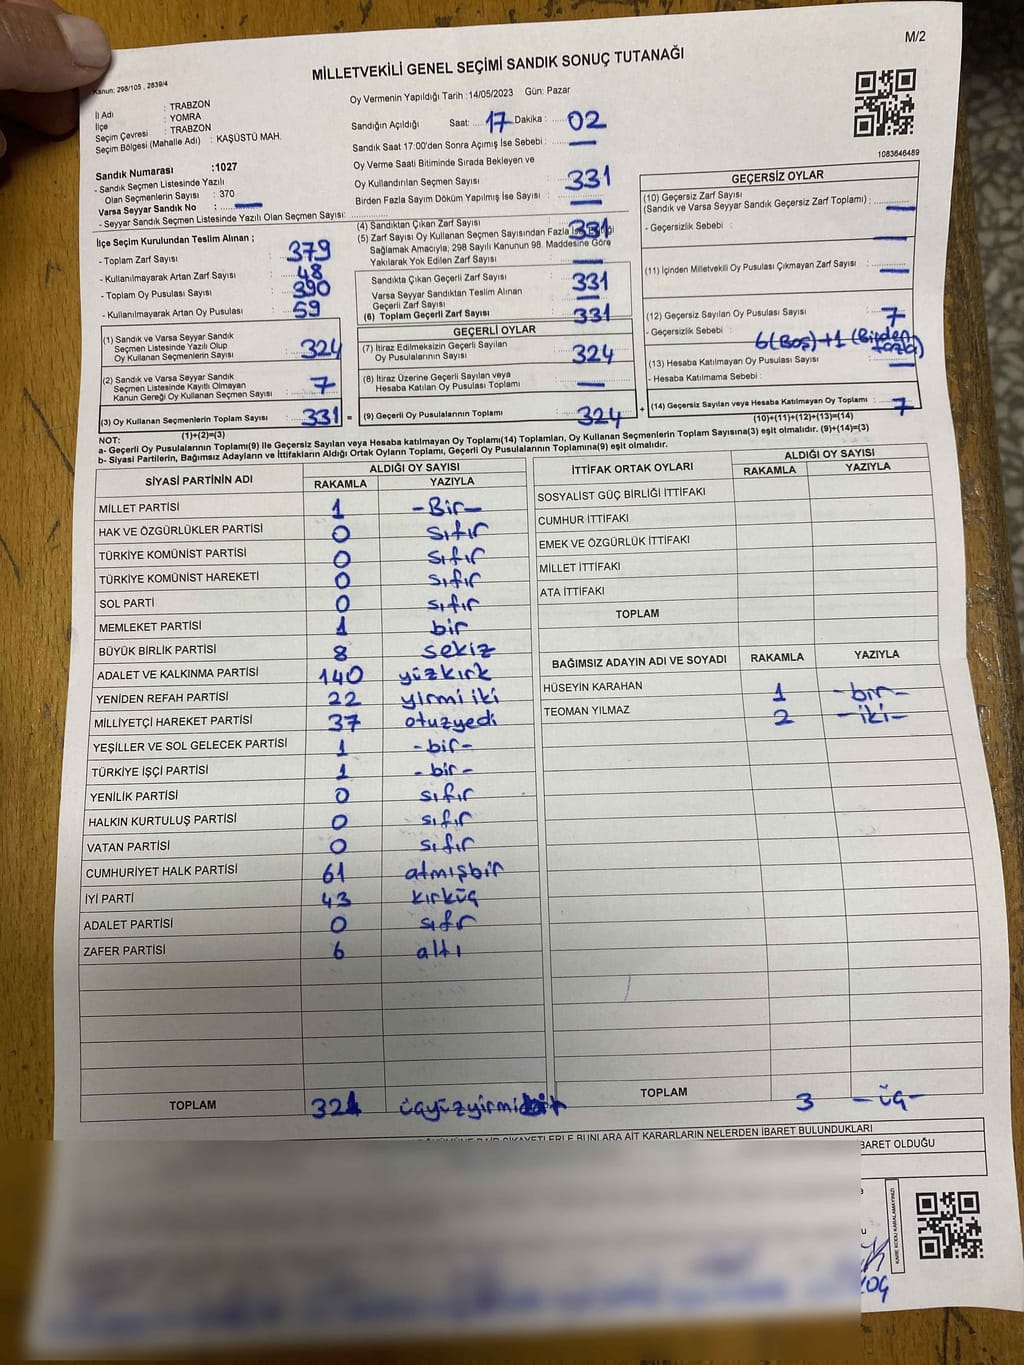 M/2
MİLLETVEKİLİ GENEL SEÇİMİ SANDIK SONUÇ TUTANAĞI
Kanun: 298/105 , 2839/4
İl Adı : TRABZON
İlçe : YOMRA
Seçim Çevresi : TRABZON
Seçim Bölgesi (Mahalle Adı) : KAŞÜSTÜ MAH.
Sandık Numarası :1027
- Sandık Seçmen Listesinde Yazılı
Olan Seçmenlerin Sayısı : 370
Varsa Seyyar Sandık No : —
- Seyyar Sandık Seçmen Listesinde Yazılı Olan Seçmen Sayısı:
Oy Vermenin Yapıldığı Tarih :14/05/2023 Gün: Pazar
Sandığın Açıldığı Saat: 17 Dakika : 02
Sandık Saat 17:00'den Sonra Açımış İse Sebebi : —
Oy Verme Saati Bitiminde Sırada Bekleyen ve
Oy Kullandırılan Seçmen Sayısı : 331
Birden Fazla Sayım Döküm Yapılmış İse Sayısı : —
1083646489
İlçe Seçim Kurulundan Teslim Alınan ;
- Toplam Zarf Sayısı : 379
- Kullanılmayarak Artan Zarf Sayısı : 48
- Toplam Oy Pusulası Sayısı : 390
- Kullanılmayarak Artan Oy Pusulası : 59
(1) Sandık ve Varsa Seyyar Sandık
Seçmen Listesinde Yazılı Olup
Oy Kullanan Seçmenlerin Sayısı : 324
(2) Sandık ve Varsa Seyyar Sandık
Seçmen Listesinde Kayıtlı Olmayan
Kanun Gereği Oy Kullanan Seçmen Sayısı : 7
(3) Oy Kullanan Seçmenlerin Toplam Sayısı : 331 =
(1)+(2)=(3)
(4) Sandıktan Çıkan Zarf Sayısı : 331
(5) Zarf Sayısı Oy Kullanan Seçmen Sayısından Fazla İse
Sağlamak Amacıyla; 298 Sayılı Kanunun 98. Maddesine Göre
Yakılarak Yok Edilen Zarf Sayısı : —
Sandıkta Çıkan Geçerli Zarf Sayısı : 331
Varsa Seyyar Sandıktan Teslim Alınan
Geçerli Zarf Sayısı : —
(6) Toplam Geçerli Zarf Sayısı : 331
GEÇERLİ OYLAR
(7) İtiraz Edilmeksizin Geçerli Sayılan
Oy Pusulalarının Sayısı : 324
(8) İtiraz Üzerine Geçerli Sayılan veya
Hesaba Katılan Oy Pusulası Toplamı : —
(9) Geçerli Oy Pusulalarının Toplamı : 324 +
GEÇERSİZ OYLAR
(10) Geçersiz Zarf Sayısı
(Sandık ve Varsa Seyyar Sandık Geçersiz Zarf Toplamı) : —
- Geçersizlik Sebebi : —
(11) İçinden Milletvekili Oy Pusulası Çıkmayan Zarf Sayısı : —
(12) Geçersiz Sayılan Oy Pusulası Sayısı : 7
- Geçersizlik Sebebi : 6(Boş)+1 (Birden fazla)
(13) Hesaba Katılmayan Oy Pusulası Sayısı : —
- Hesaba Katılmama Sebebi :
(14) Geçersiz Sayılan veya Hesaba Katılmayan Oy Toplamı : 7
(10)+(11)+(12)+(13)=(14)
NOT:
a- Geçerli Oy Pusulalarının Toplamı(9) ile Geçersiz Sayılan veya Hesaba katılmayan Oy Toplamı(14) Toplamları, Oy Kullanan Seçmenlerin Toplam Sayısına(3) eşit olmalıdır. (9)+(14)=(3)
b- Siyasi Partilerin, Bağımsız Adayların ve İttifakların Aldığı Ortak Oyların Toplamı, Geçerli Oy Pusulalarının Toplamına(9) eşit olmalıdır.
SİYASİ PARTİNİN ADI ALDIĞI OY SAYISI
RAKAMLA YAZIYLA
MİLLET PARTİSİ 1 -Bir-
HAK VE ÖZGÜRLÜKLER PARTİSİ 0 sıfır
TÜRKİYE KOMÜNİST PARTİSİ 0 sıfır
TÜRKİYE KOMÜNİST HAREKETİ 0 sıfır
SOL PARTİ 0 sıfır
MEMLEKET PARTİSİ 1 bir
BÜYÜK BİRLİK PARTİSİ 8 sekiz
ADALET VE KALKINMA PARTİSİ 140 yüzkırk
YENİDEN REFAH PARTİSİ 22 yirmi iki
MİLLİYETÇİ HAREKET PARTİSİ 37 otuzyedi
YEŞİLLER VE SOL GELECEK PARTİSİ 1 -bir-
TÜRKİYE İŞÇİ PARTİSİ 1 -bir-
YENİLİK PARTİSİ 0 sıfır
HALKIN KURTULUŞ PARTİSİ 0 sıfır
VATAN PARTİSİ 0 sıfır
CUMHURİYET HALK PARTİSİ 61 atmışbir
İYİ PARTİ 43 kırküç
ADALET PARTİSİ 0 sıfır
ZAFER PARTİSİ 6 altı
TOPLAM 321 üçyüzyirmibir
İTTİFAK ORTAK OYLARI ALDIĞI OY SAYISI
RAKAMLA YAZIYLA
SOSYALİST GÜÇ BİRLİĞİ İTTİFAKI
CUMHUR İTTİFAKI
EMEK VE ÖZGÜRLÜK İTTİFAKI
MİLLET İTTİFAKI
ATA İTTİFAKI
TOPLAM
BAĞIMSIZ ADAYIN ADI VE SOYADI RAKAMLA YAZIYLA
HÜSEYİN KARAHAN 1 -bir-
TEOMAN YILMAZ 2 -iki-
TOPLAM 3 -üç-
BUNLARA AİT KARARLARIN NELERDEN İBARET BULUNDUKLARI
BARET OLDUĞU
KARE KODU KARALAMAYINIZ!